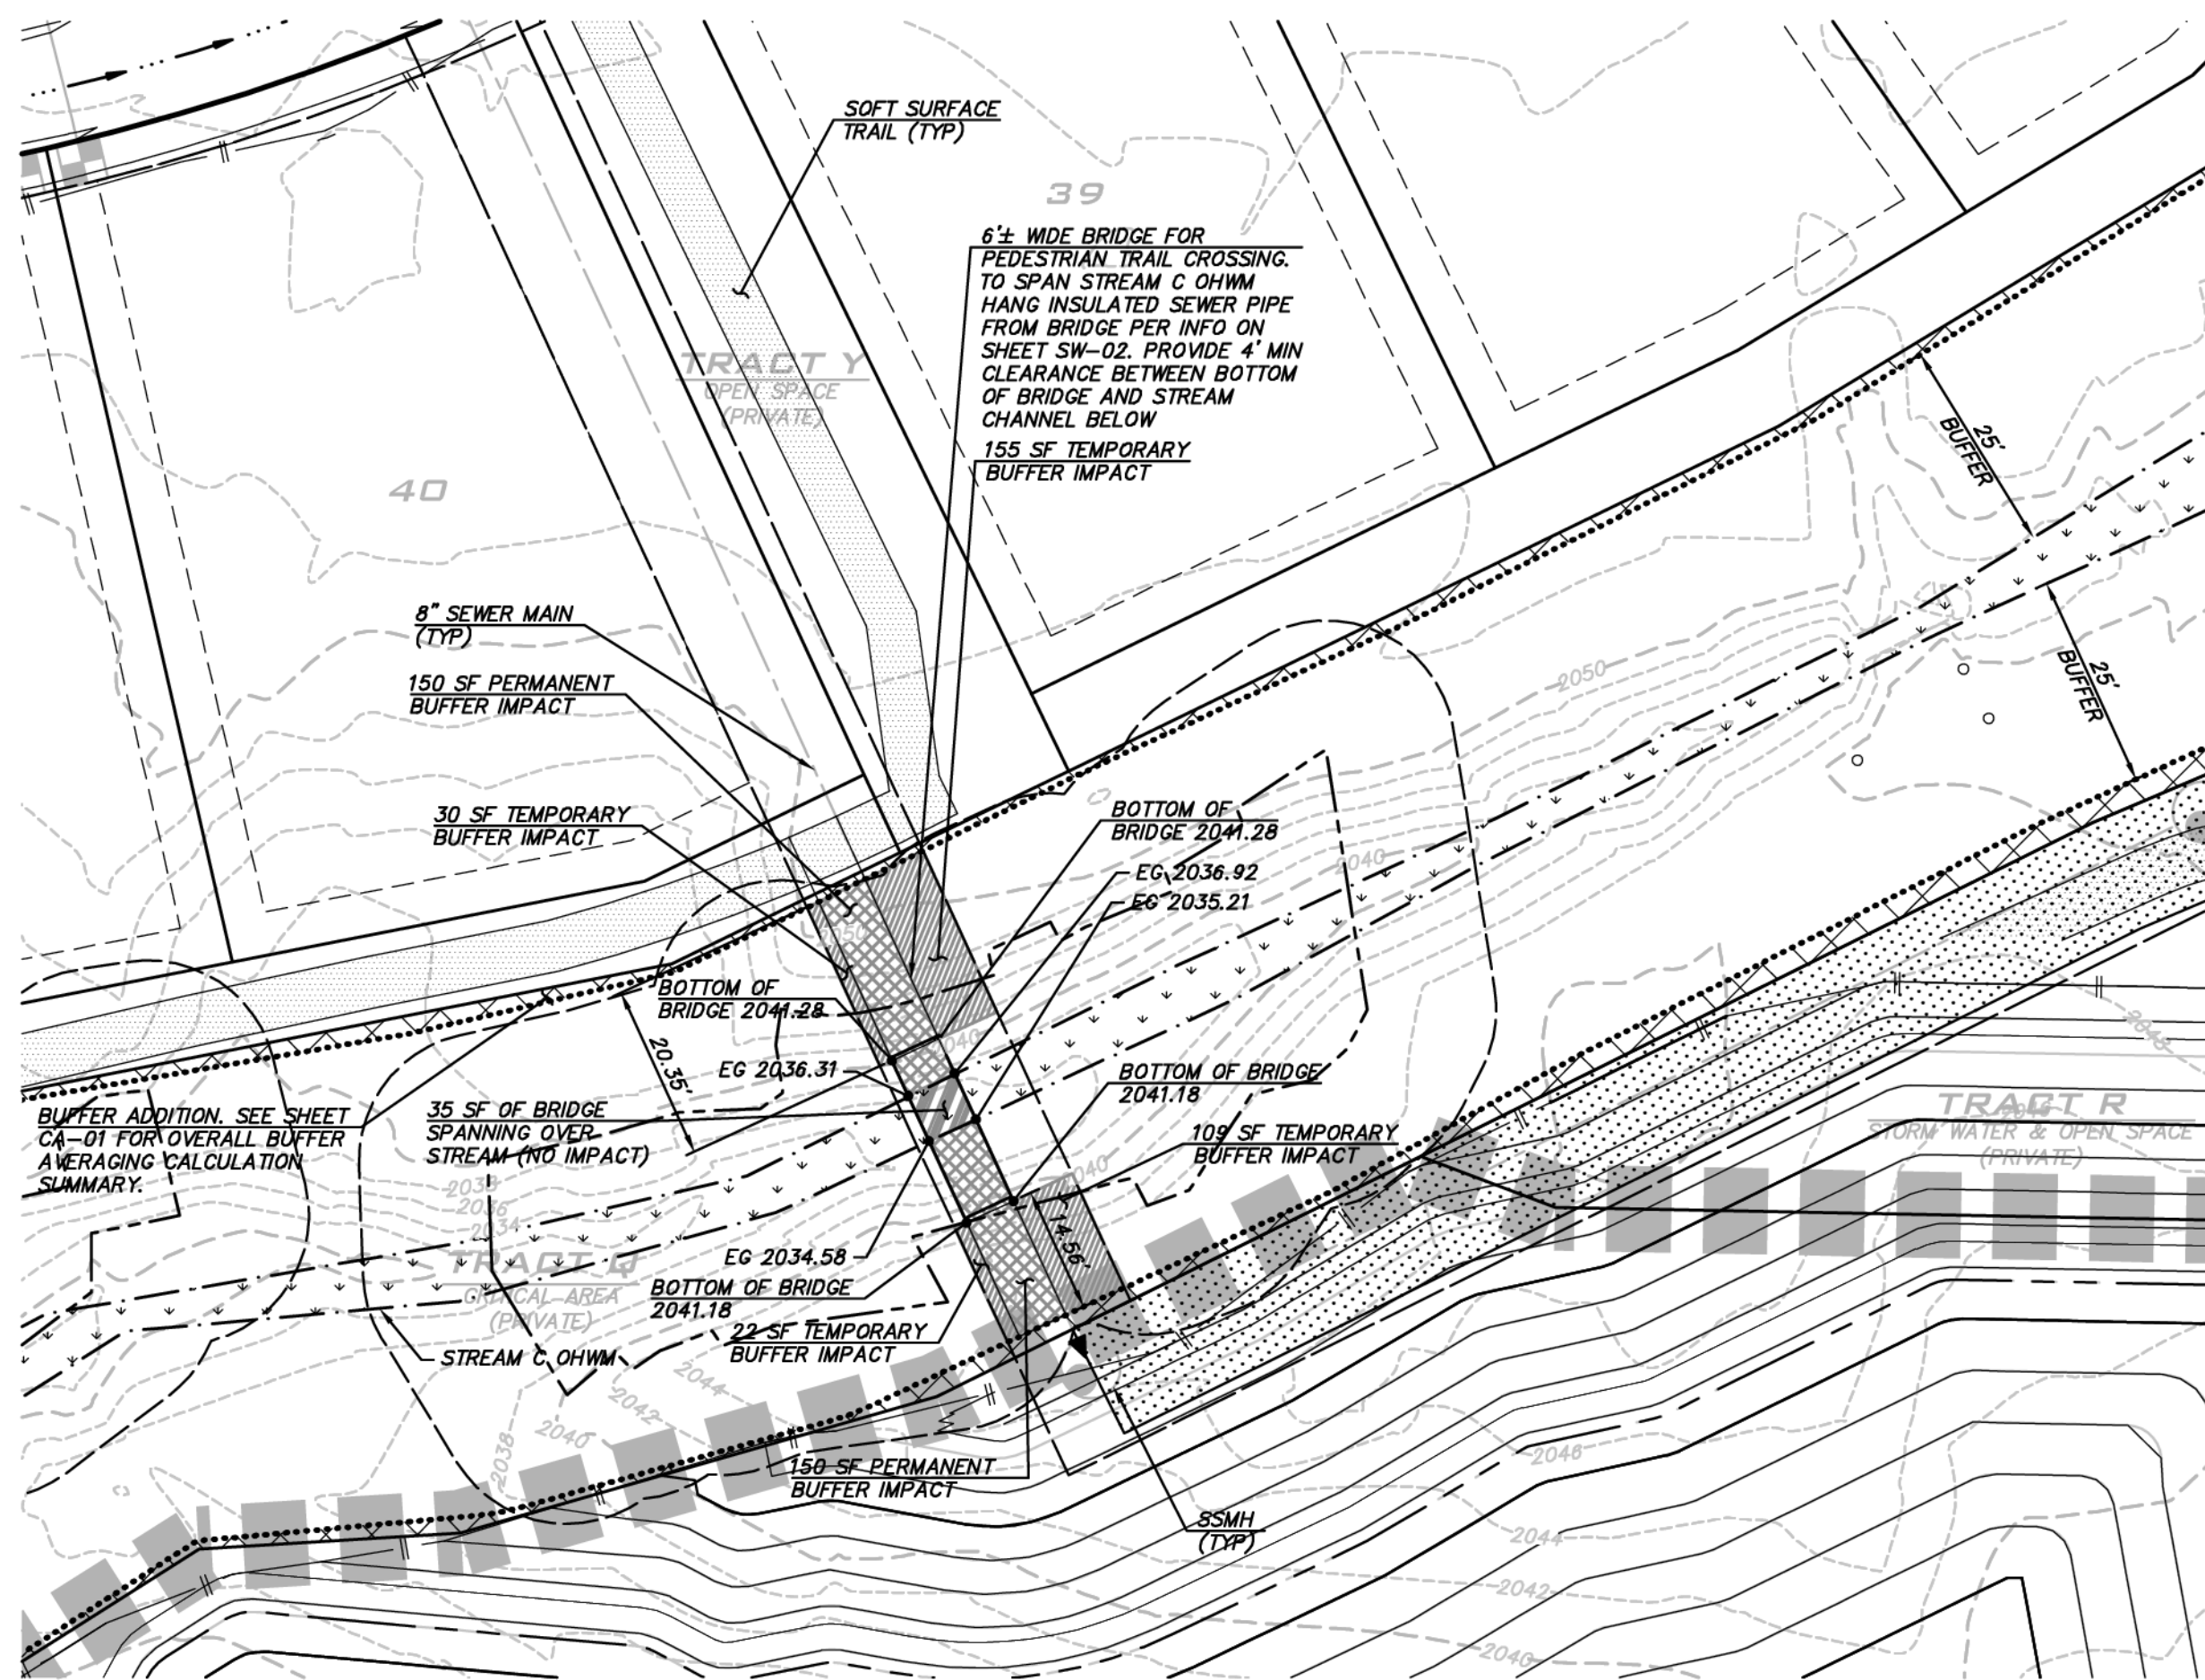 SOFT SURFACE
TRAIL (TYP)
39
6'± WIDE BRIDGE FOR
PEDESTRIAN TRAIL CROSSING.
TO SPAN STREAM C OHWM
HANG INSULATED SEWER PIPE
FROM BRIDGE PER INFO ON
SHEET SW-02. PROVIDE 4' MIN
CLEARANCE BETWEEN BOTTOM
OF BRIDGE AND STREAM
CHANNEL BELOW
155 SF TEMPORARY
BUFFER IMPACT
TRACT Y
OPEN SPACE
(PRIVATE)
40
25'
BUFFER
25'
BUFFER
8" SEWER MAIN
(TYP)
150 SF PERMANENT
BUFFER IMPACT
2050
30 SF TEMPORARY
BUFFER IMPACT
BOTTOM OF
BRIDGE 2041.28
2040
EG 2036.92
EG 2035.21
2050
BOTTOM OF
BRIDGE 2041.28
2040
20.35'
EG 2036.31
BOTTOM OF BRIDGE
2041.18
BUFFER ADDITION. SEE SHEET
CA-01 FOR OVERALL BUFFER
AVERAGING CALCULATION
SUMMARY.
35 SF OF BRIDGE
SPANNING OVER
STREAM (NO IMPACT)
109 SF TEMPORARY
BUFFER IMPACT
2040
TRACT R
STORM WATER & OPEN SPACE
(PRIVATE)
2038
2036
2034
14.56'
TRACT Q
CRITICAL AREA
(PRIVATE)
EG 2034.58
BOTTOM OF BRIDGE
2041.18
22 SF TEMPORARY
BUFFER IMPACT
STREAM C OHWM
2044
2042
2040
2038
150 SF PERMANENT
BUFFER IMPACT
SSMH
(TYP)
2046
2044
2042
2040